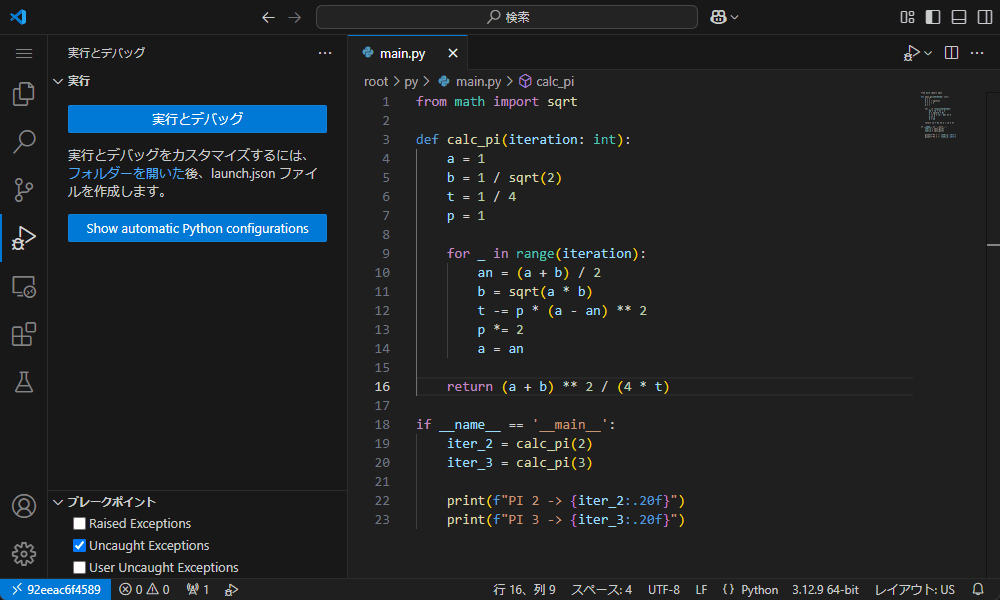 検索
実行とデバッグ
実行
実行とデバッグ
実行とデバッグをカスタマイズするには、
フォルダーを開いた後、launch.json ファイ
ルを作成します。
Show automatic Python configurations
ブレークポイント
Raised Exceptions
Uncaught Exceptions
User Uncaught Exceptions
main.py
root > py > main.py > calc_pi
1 from math import sqrt
2
3 def calc_pi(iteration: int):
4     a = 1
5     b = 1 / sqrt(2)
6     t = 1 / 4
7     p = 1
8
9     for _ in range(iteration):
10         an = (a + b) / 2
11         b = sqrt(a * b)
12         t -= p * (a - an) ** 2
13         p *= 2
14         a = an
15
16     return (a + b) ** 2 / (4 * t)
17
18 if __name__ == '__main__':
19     iter_2 = calc_pi(2)
20     iter_3 = calc_pi(3)
21
22     print(f"PI 2 -> {iter_2:.20f}")
23     print(f"PI 3 -> {iter_3:.20f}")
92eeac6f4589 0 0 1 行 16、列 9 スペース: 4 UTF-8 LF {} Python 3.12.9 64-bit レイアウト: US